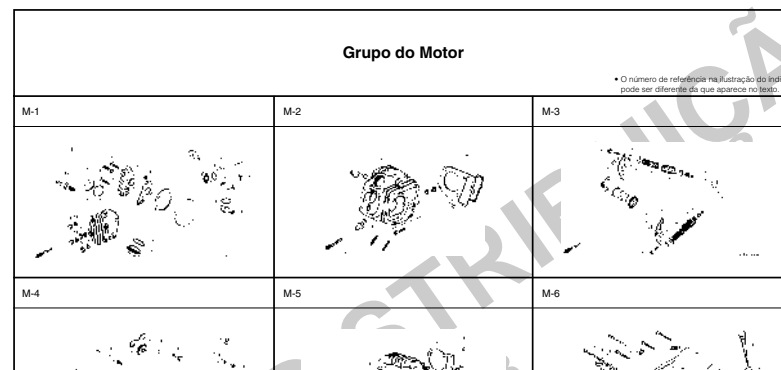 Grupo do Motor
• O número de referência na ilustração do
pode ser diferente da que aparece no texto.
M-1
M-2
M-3
M-4
M-5
M-6